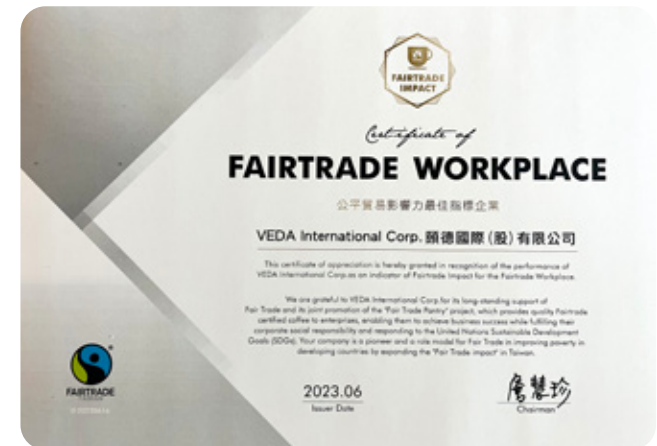 FAIRTRADE
IMPACT
Certificate of
FAIRTRADE WORKPLACE
公平貿易影響力最佳指標企業
VEDA International Corp. 頤德國際(股)有限公司
This certificate of appreciation is hereby granted in recognition of the performance of
VEDA International Corp.as an indicator of Fairtrade Impact for the Fairtrade Workplace.
We are grateful to VEDA International Corp.for its long-standing support of
Fair Trade and its joint promotion of the "Fair Trade Pantry" project, which provides quality Fairtrade
certified coffee to enterprises, enabling them to achieve business success while fulfilling their
corporate social responsibility and responding to the United Nations Sustainable Development
Goals (SDGs). Your company is a pioneer and a role model for Fair Trade in improving poverty in
developing countries by expanding the "Fair Trade impact" in Taiwan.
FAIRTRADE
2023.06
Issuer Date
Chairman